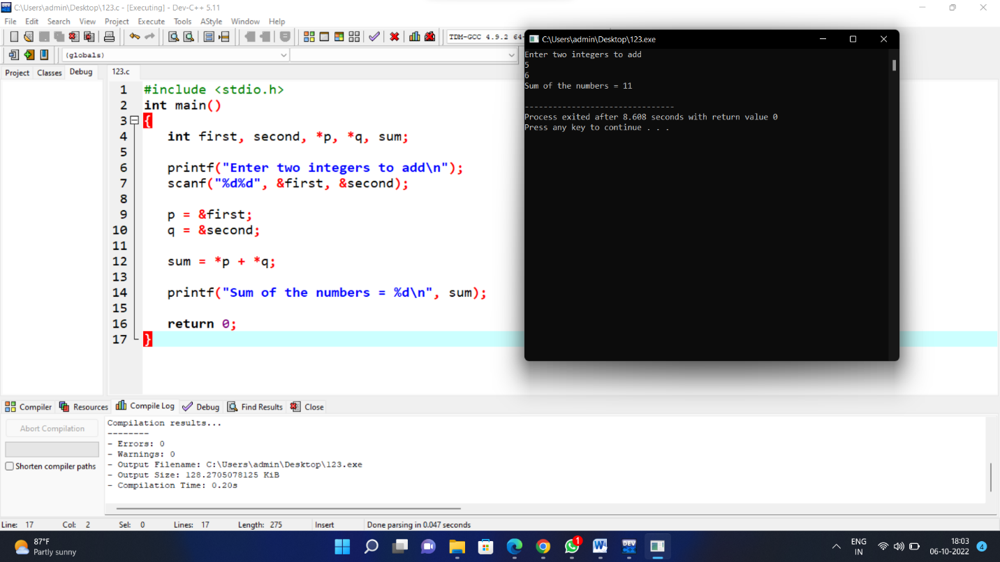 C:\Users\admin\Desktop\123.c - [Executing] - Dev-C++ 5.11
File Edit Search View Project Execute Tools AStyle Window Help
TDM-GCC 4.9.2 64-
(globals)
Project Classes Debug
123.c
1 #include <stdio.h>
2 int main()
3 {
4 int first, second, *p, *q, sum;
5
6 printf("Enter two integers to add\n");
7 scanf("%d%d", &first, &second);
8
9 p = &first;
10 q = &second;
11
12 sum = *p + *q;
13
14 printf("Sum of the numbers = %d\n", sum);
15
16 return 0;
17 }
C:\Users\admin\Desktop\123.exe
Enter two integers to add
5
6
Sum of the numbers = 11
--------------------------------
Process exited after 8.608 seconds with return value 0
Press any key to continue . . .
Compiler Resources Compile Log Debug Find Results Close
Abort Compilation
Shorten compiler paths
Compilation results...
--------
- Errors: 0
- Warnings: 0
- Output Filename: C:\Users\admin\Desktop\123.exe
- Output Size: 128.2705078125 KiB
- Compilation Time: 0.20s
Line: 17 Col: 2 Sel: 0 Lines: 17 Length: 275 Insert Done parsing in 0.047 seconds
87°F
Partly sunny
1
W
DEV
ENG
IN
18:03
06-10-2022
4